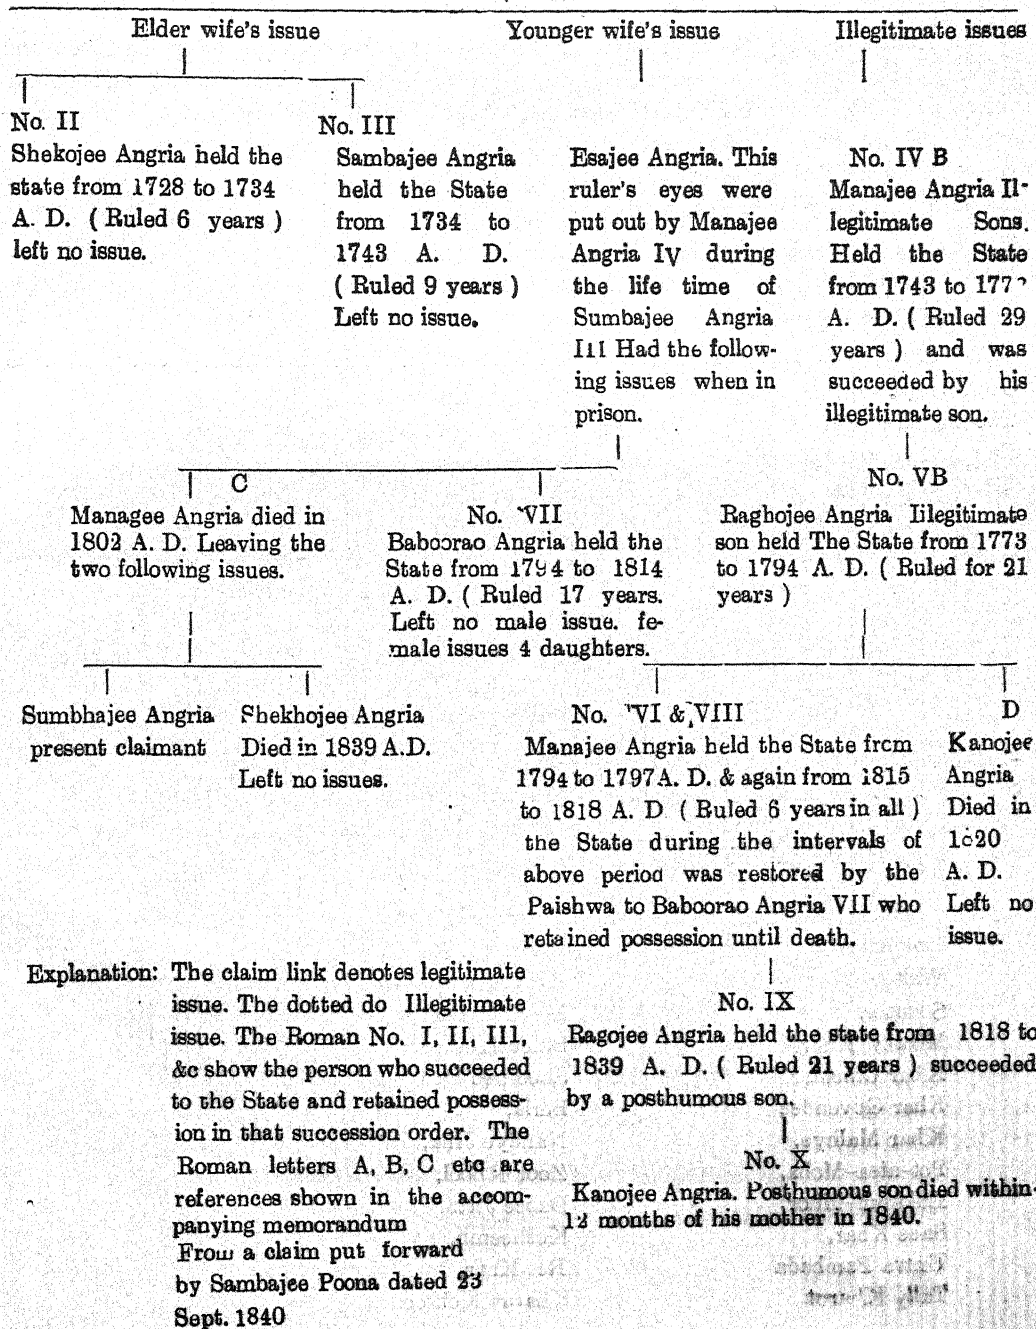 Elder wife's issue
Younger wife's issue
Illegitimate issues
No. II
Shekojee Angria held the
state from 1728 to 1734
A. D. ( Ruled 6 years )
left no issue.
No. III
Sambajee Angria
held the State
from 1734 to
1743 A. D.
( Ruled 9 years )
Left no issue.
Esajee Angria. This
ruler's eyes were
put out by Manajee
Angria IV during
the life time of
Sumbajee Angria
III Had the follow-
ing issues when in
prison.
No. IV B
Manajee Angria Il-
legitimate Sons.
Held the State
from 1743 to
A. D. ( Ruled 29
years ) and was
succeeded by his
illegitimate son.
C
Managee Angria died in
1802 A. D. Leaving the
two following issues.
No. VII
Baboorao Angria held the
State from 1794 to 1814
A. D. ( Ruled 17 years.
Left no male issue. fe-
male issues 4 daughters.
No. VB
Raghojee Angria Illegitimate
son held The State from 1773
to 1794 A. D. ( Ruled for 21
years )
Sumbhajee Angria
present claimant
Shekhojee Angria
Died in 1839 A.D.
Left no issues.
No. VI & VIII
Manajee Angria held the State from
1794 to 1797 A. D. & again from 1815
to 1818 A. D ( Ruled 6 years in all )
the State during the intervals of
above period was restored by the
Paishwa to Baboorao Angria VII who
retained possession until death.
D
Kanojee
Angria
Died in
1820
A. D.
Left no
issue.
Explanation: The claim link denotes legitimate
issue. The dotted do Illegitimate
issue. The Roman No. I, II, III,
&c show the person who succeeded
to the State and retained possess-
ion in that succession order. The
Roman letters A, B, C etc are
references shown in the accom-
panying memorandum
From a claim put forward
by Sambajee Poona dated 23
Sept. 1840
No. IX
Ragojee Angria held the state from 1818 to
1839 A. D. ( Ruled 21 years ) succeeded
by a posthumous son.
No. X
Kanojee Angria. Posthumous son died within
months of his mother in 1840.